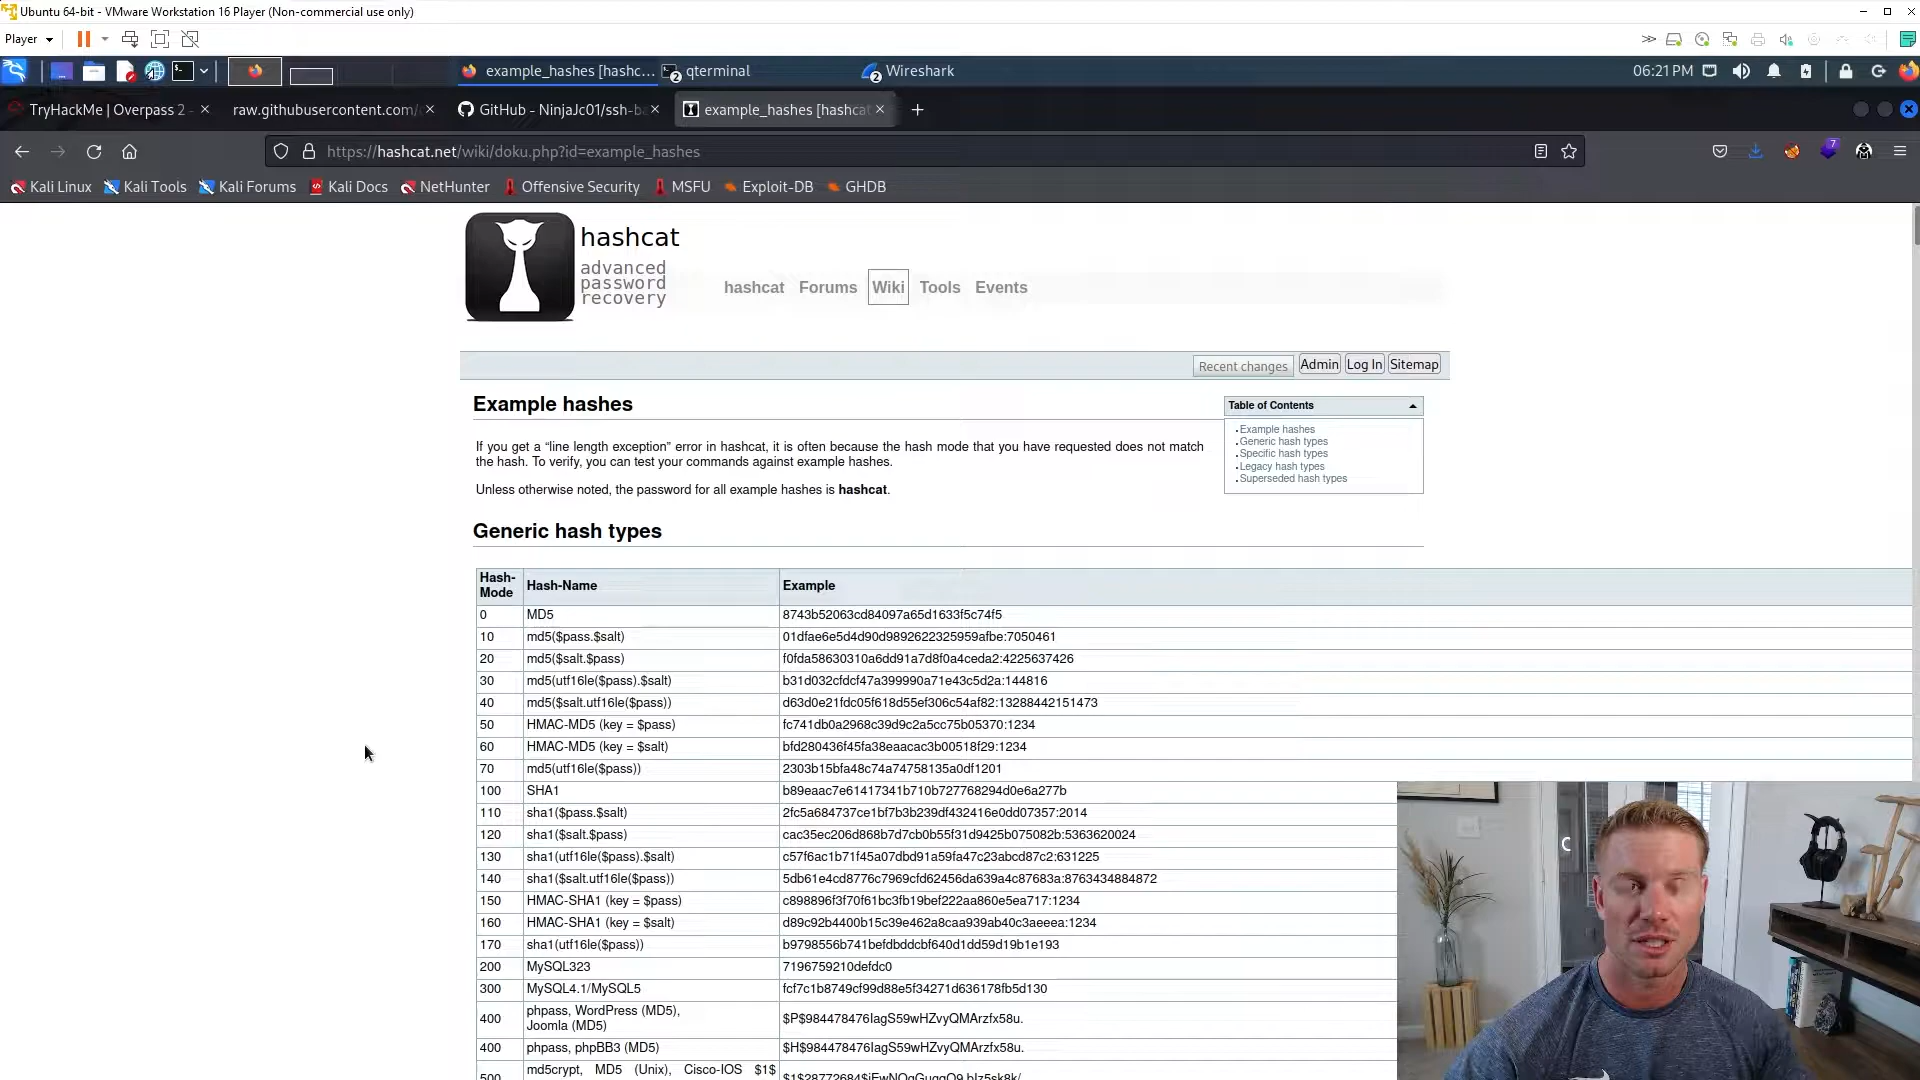 Ubuntu 64-bit - VMware Workstation 16 Player (Non-commercial use only)
Player
example_hashes [hashc...
2 qterminal
2 Wireshark
06:21 PM
TryHackMe | Overpass 2 -
raw.githubusercontent.com/
GitHub - NinjaJc01/ssh-ba
example_hashes [hashcat
https://hashcat.net/wiki/doku.php?id=example_hashes
7
Kali Linux
Kali Tools
Kali Forums
Kali Docs
NetHunter
Offensive Security
MSFU
Exploit-DB
GHDB
hashcat
advanced
password
recovery
hashcat Forums Wiki Tools Events
Recent changes Admin Log In Sitemap
Example hashes
Table of Contents
Example hashes
Generic hash types
Specific hash types
Legacy hash types
Superseded hash types
If you get a “line length exception” error in hashcat, it is often because the hash mode that you have requested does not match
the hash. To verify, you can test your commands against example hashes.
Unless otherwise noted, the password for all example hashes is hashcat.
Generic hash types
Hash-Mode Hash-Name Example
0 MD5 8743b52063cd84097a65d1633f5c74f5
10 md5($pass.$salt) 01dfae6e5d4d90d9892622325959afbe:7050461
20 md5($salt.$pass) f0fda58630310a6dd91a7d8f0a4ceda2:4225637426
30 md5(utf16le($pass).$salt) b31d032cfdcf47a399990a71e43c5d2a:144816
40 md5($salt.utf16le($pass)) d63d0e21fdc05f618d55ef306c54af82:13288442151473
50 HMAC-MD5 (key = $pass) fc741db0a2968c39d9c2a5cc75b05370:1234
60 HMAC-MD5 (key = $salt) bfd280436f45fa38eaacac3b00518f29:1234
70 md5(utf16le($pass)) 2303b15bfa48c74a74758135a0df1201
100 SHA1 b89eaac7e61417341b710b727768294d0e6a277b
110 sha1($pass.$salt) 2fc5a684737ce1bf7b3b239df432416e0dd07357:2014
120 sha1($salt.$pass) cac35ec206d868b7d7cb0b55f31d9425b075082b:5363620024
130 sha1(utf16le($pass).$salt) c57f6ac1b71f45a07dbd91a59fa47c23abcd87c2:631225
140 sha1($salt.utf16le($pass)) 5db61e4cd8776c7969cfd62456da639a4c87683a:8763434884872
150 HMAC-SHA1 (key = $pass) c898896f3f70f61bc3fb19bef222aa860e5ea717:1234
160 HMAC-SHA1 (key = $salt) d89c92b4400b15c39e462a8caa939ab40c3aeeea:1234
170 sha1(utf16le($pass)) b9798556b741befdbddcbf640d1dd59d19b1e193
200 MySQL323 7196759210defdc0
300 MySQL4.1/MySQL5 fcf7c1b8749cf99d88e5f34271d636178fb5d130
400 phpass, WordPress (MD5),
Joomla (MD5) $P$984478476IagS59wHZvyQMArzfx58u.
400 phpass, phpBB3 (MD5) $H$984478476IagS59wHZvyQMArzfx58u.
500 md5crypt, MD5 (Unix), Cisco-IOS $1$